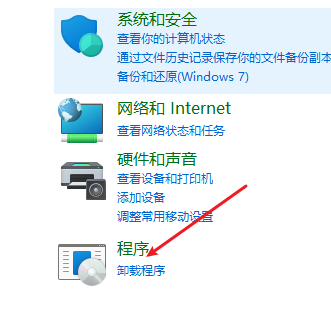 系统和安全
查看你的计算机状态
通过文件历史记录保存你的文件备份副本
备份和还原(Windows 7)
网络和 Internet
查看网络状态和任务
硬件和声音
查看设备和打印机
添加设备
调整常用移动设置
程序
卸载程序